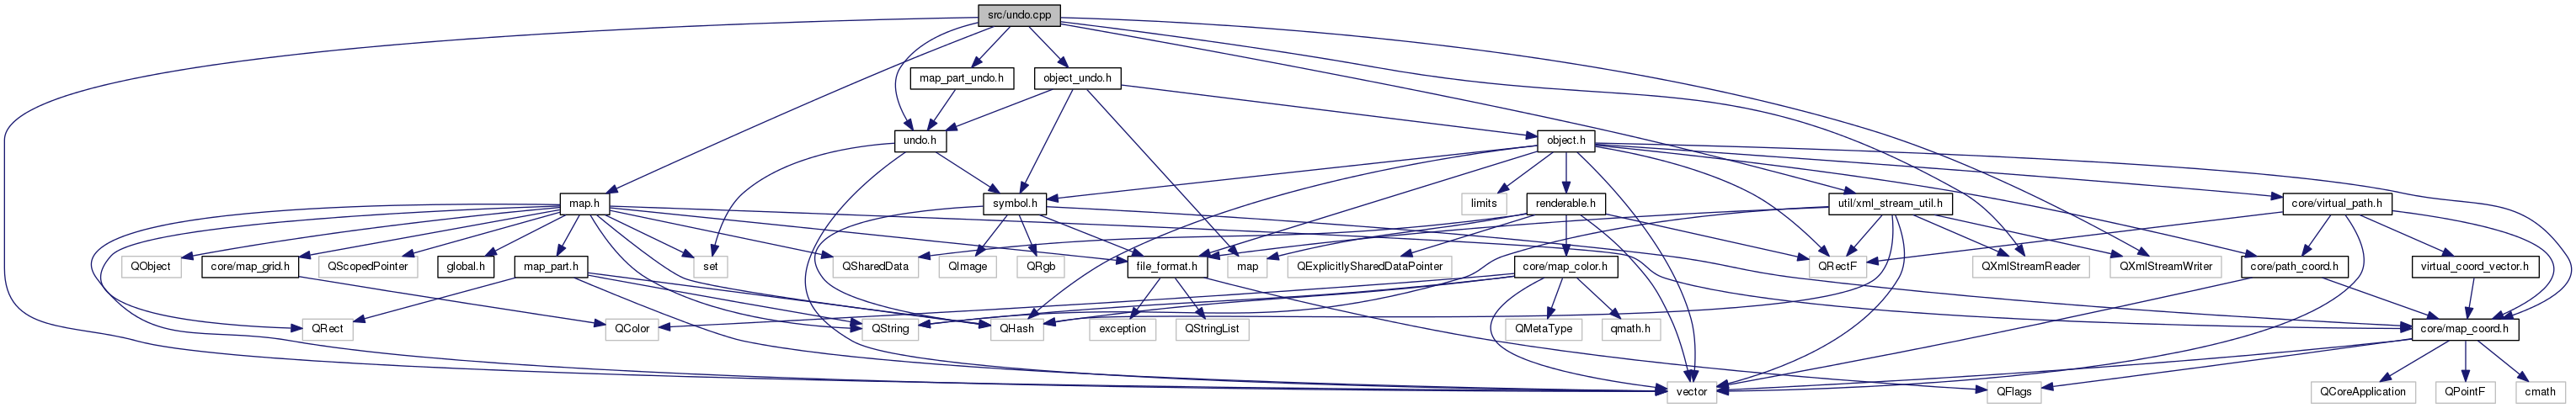 src/undo.cpp
map_part_undo.h
object_undo.h
undo.h
object.h
map.h
symbol.h
limits
renderable.h
util/xml_stream_util.h
core/virtual_path.h
QObject
core/map_grid.h
QScopedPointer
global.h
map_part.h
set
QSharedData
QImage
QRgb
file_format.h
map
QExplicitlySharedDataPointer
core/map_color.h
QRectF
QXmlStreamReader
QXmlStreamWriter
core/path_coord.h
virtual_coord_vector.h
QRect
QColor
QString
QHash
exception
QStringList
QMetaType
qmath.h
core/map_coord.h
vector
QFlags
QCoreApplication
QPointF
cmath